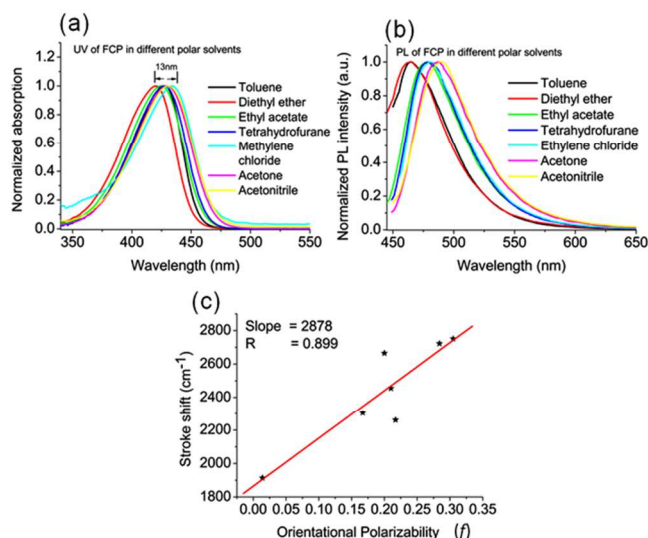 (a)
UV of FCP in different polar solvents
13nm
Toluene
Diethyl ether
Ethyl acetate
Tetrahydrofurane
Methylene
chloride
Acetone
Acetonitrile
Normalized absorption
1.2
1.0
0.8
0.6
0.4
0.2
0.0
350 400 450 500 550
Wavelength (nm)
(b)
PL of FCP in different polar solvents
Toluene
Diethyl ether
Ethyl acetate
Tetrahydrofurane
Ethylene chloride
Acetone
Acetonitrile
Normalized PL intensity (a.u.)
1.0
0.8
0.6
0.4
0.2
0.0
450 500 550 600 650
Wavelength (nm)
(c)
Slope = 2878
R = 0.899
Stroke shift (cm⁻¹)
2800
2600
2400
2200
2000
1800
0.00 0.05 0.10 0.15 0.20 0.25 0.30 0.35
Orientational Polarizability (f)